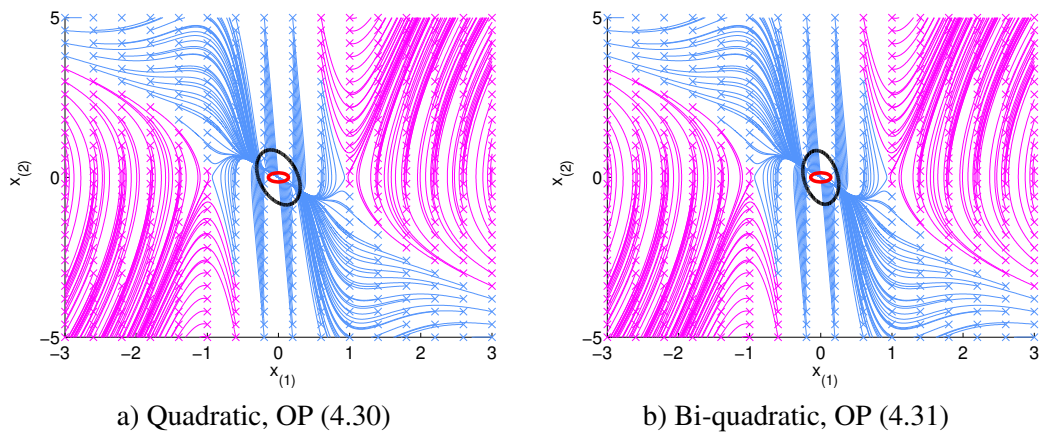 5 5
x(2) x(2)
0 0
−5 −5
−3 −2 −1 0 1 2 3 −3 −2 −1 0 1 2 3
x(1) x(1)
a) Quadratic, OP (4.30) b) Bi-quadratic, OP (4.31)